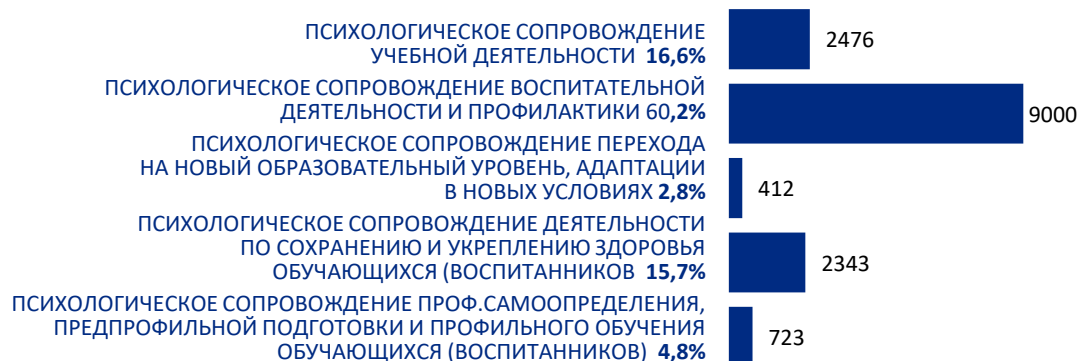 ПСИХОЛОГИЧЕСКОЕ СОПРОВОЖДЕНИЕ
УЧЕБНОЙ ДЕЯТЕЛЬНОСТИ 16,6%
2476
ПСИХОЛОГИЧЕСКОЕ СОПРОВОЖДЕНИЕ ВОСПИТАТЕЛЬНОЙ
ДЕЯТЕЛЬНОСТИ И ПРОФИЛАКТИКИ 60,2%
9000
ПСИХОЛОГИЧЕСКОЕ СОПРОВОЖДЕНИЕ ПЕРЕХОДА
НА НОВЫЙ ОБРАЗОВАТЕЛЬНЫЙ УРОВЕНЬ, АДАПТАЦИИ
В НОВЫХ УСЛОВИЯХ 2,8%
412
ПСИХОЛОГИЧЕСКОЕ СОПРОВОЖДЕНИЕ ДЕЯТЕЛЬНОСТИ
ПО СОХРАНЕНИЮ И УКРЕПЛЕНИЮ ЗДОРОВЬЯ
ОБУЧАЮЩИХСЯ (ВОСПИТАННИКОВ 15,7%
2343
ПСИХОЛОГИЧЕСКОЕ СОПРОВОЖДЕНИЕ ПРОФ.САМООПРЕДЕЛЕНИЯ,
ПРЕДПРОФИЛЬНОЙ ПОДГОТОВКИ И ПРОФИЛЬНОГО ОБУЧЕНИЯ
ОБУЧАЮЩИХСЯ (ВОСПИТАННИКОВ) 4,8%
723